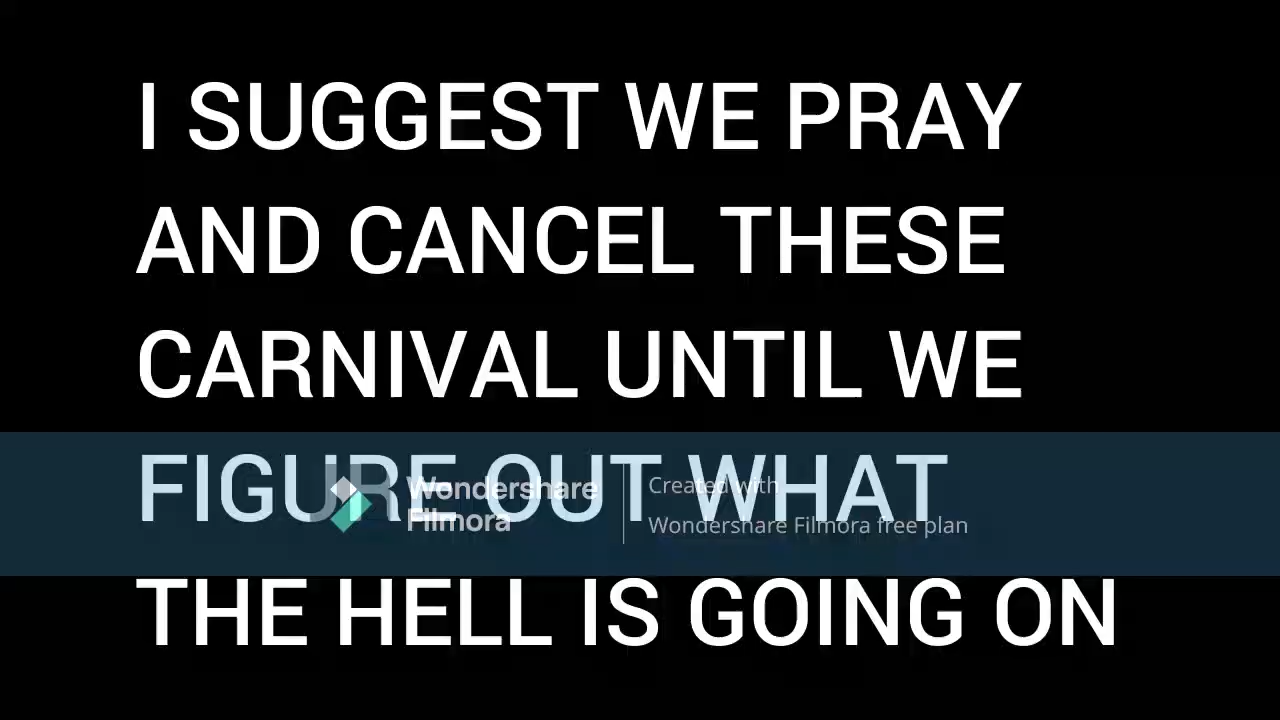 I SUGGEST WE PRAY
AND CANCEL THESE
CARNIVAL UNTIL WE
FIGURE OUT WHAT
Wondershare
Filmora
Created with
Wondershare Filmora free plan
THE HELL IS GOING ON